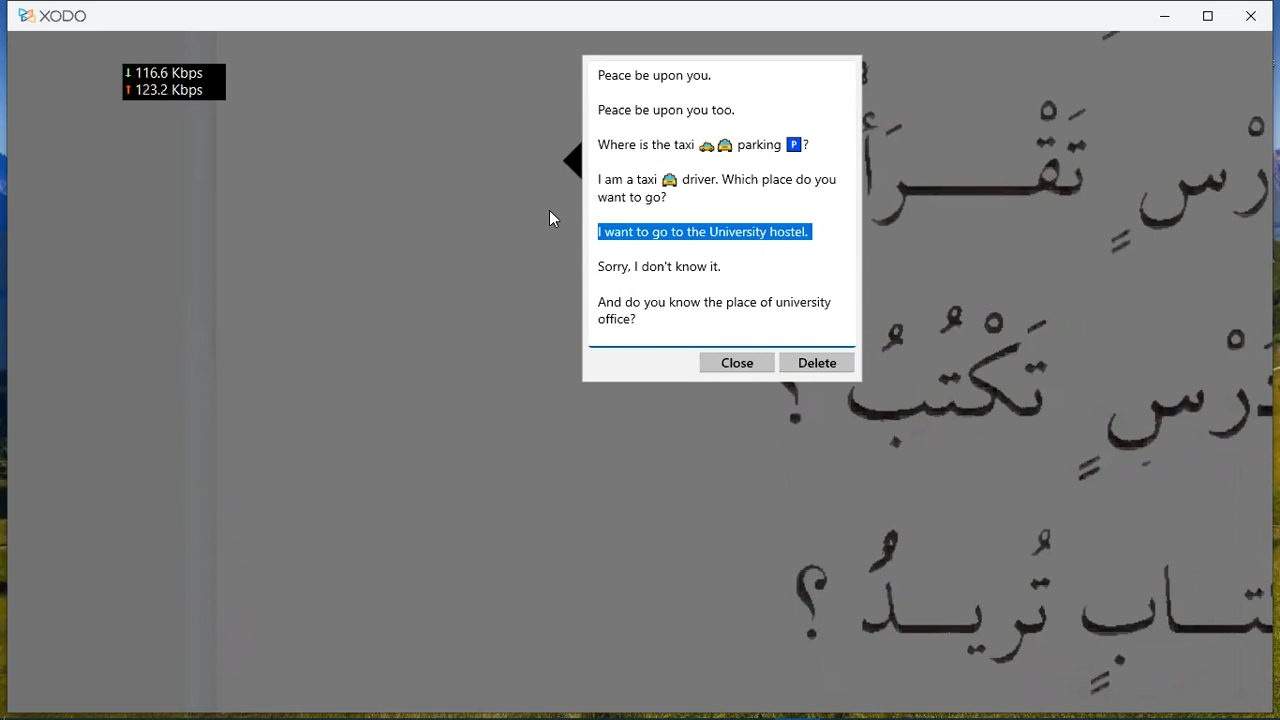 XODO
↓ 116.6 Kbps
↑ 123.2 Kbps
Peace be upon you.
Peace be upon you too.
Where is the taxi 🚕🚖 parking 🅿?
I am a taxi 🚖 driver. Which place do you
want to go?
I want to go to the University hostel.
Sorry, I don't know it.
And do you know the place of university
office?
Close
Delete
تَكْتُبُ ؟
تُرِيـدُ ؟